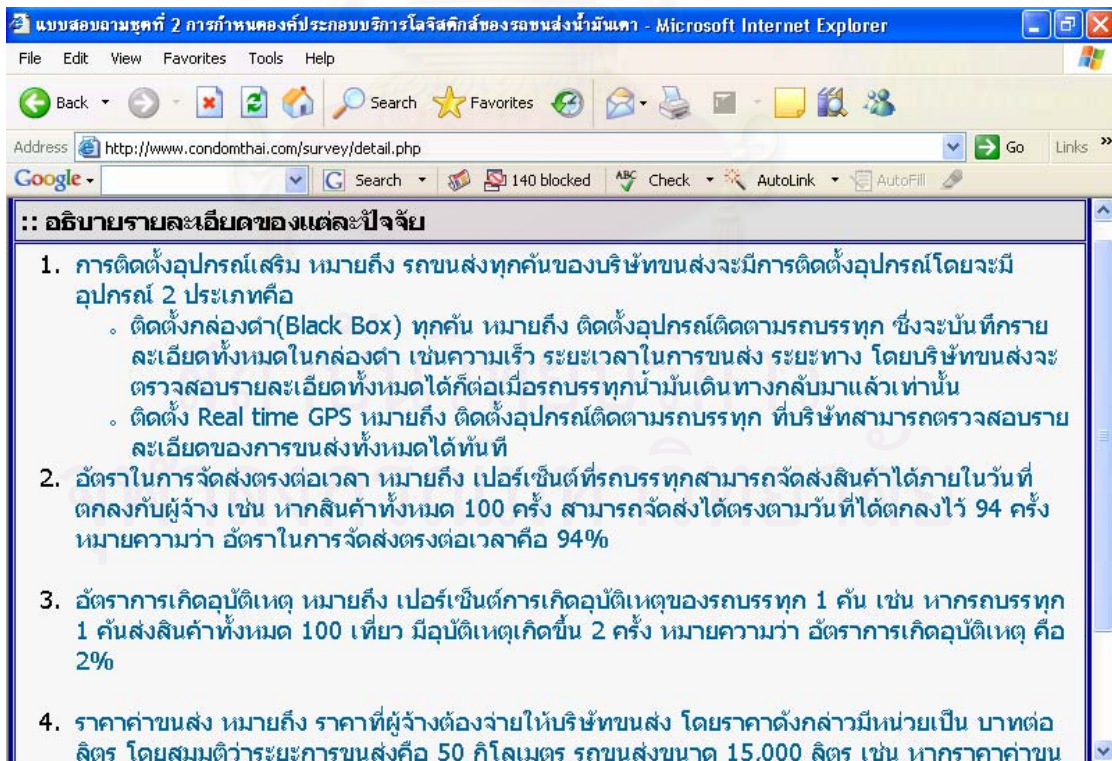 แบบสอบถามชุดที่ 2 การกำหนดองค์ประกอบบริการโลจิสติกส์ของรถขนส่งน้ำมันเตา - Microsoft Internet Explorer
File Edit View Favorites Tools Help
Back Search Favorites
Address http://www.condomthai.com/survey/detail.php Go Links »
Google Search 140 blocked ABC Check AutoLink AutoFill
:: อธิบายรายละเอียดของแต่ละปัจจัย
1. การติดตั้งอุปกรณ์เสริม หมายถึง รถขนส่งทุกคันของบริษัทขนส่งจะมีการติดตั้งอุปกรณ์โดยจะมี
อุปกรณ์ 2 ประเภทคือ
◦ ติดตั้งกล่องดำ(Black Box) ทุกคัน หมายถึง ติดตั้งอุปกรณ์ติดตามรถบรรทุก ซึ่งจะบันทึกราย
ละเอียดทั้งหมดในกล่องดำ เช่นความเร็ว ระยะเวลาในการขนส่ง ระยะทาง โดยบริษัทขนส่งจะ
ตรวจสอบรายละเอียดทั้งหมดได้ก็ต่อเมื่อรถบรรทุกน้ำมันเดินทางกลับมาแล้วเท่านั้น
◦ ติดตั้ง Real time GPS หมายถึง ติดตั้งอุปกรณ์ติดตามรถบรรทุก ที่บริษัทสามารถตรวจสอบราย
ละเอียดของการขนส่งทั้งหมดได้ทันที
2. อัตราในการจัดส่งตรงต่อเวลา หมายถึง เปอร์เซ็นต์ที่รถบรรทุกสามารถจัดส่งสินค้าได้ภายในวันที่
ตกลงกับผู้จ้าง เช่น หากสินค้าทั้งหมด 100 ครั้ง สามารถจัดส่งได้ตรงตามวันที่ได้ตกลงไว้ 94 ครั้ง
หมายความว่า อัตราในการจัดส่งตรงต่อเวลาคือ 94%
3. อัตราการเกิดอุบัติเหตุ หมายถึง เปอร์เซ็นต์การเกิดอุบัติเหตุของรถบรรทุก 1 คัน เช่น หากรถบรรทุก
1 คันส่งสินค้าทั้งหมด 100 เที่ยว มีอุบัติเหตุเกิดขึ้น 2 ครั้ง หมายความว่า อัตราการเกิดอุบัติเหตุ คือ
2%
4. ราคาค่าขนส่ง หมายถึง ราคาที่ผู้จ้างต้องจ่ายให้บริษัทขนส่ง โดยราคาดังกล่าวมีหน่วยเป็น บาทต่อ
ลิตร โดยสมมติว่าระยะการขนส่งคือ 50 กิโลเมตร รถขนส่งขนาด 15,000 ลิตร เช่น หากราคาค่าขน